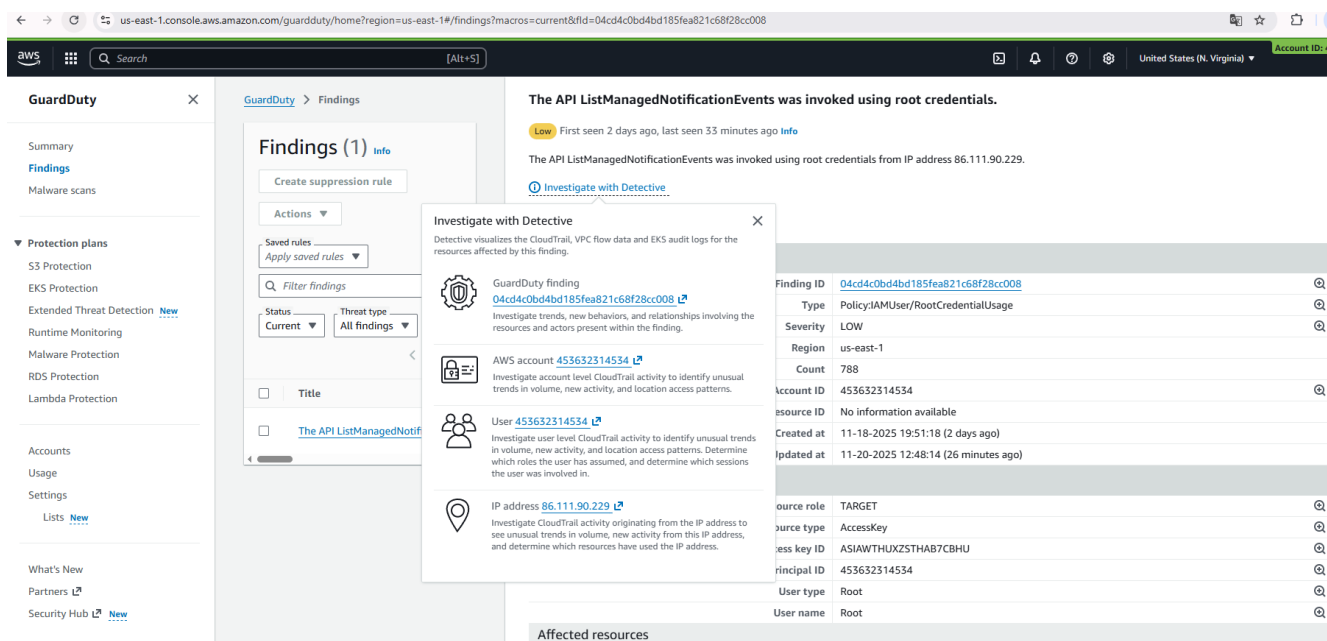 us-east-1.console.aws.amazon.com/guardduty/home?region=us-east-1#/findings?macros=current&fId=04cd4c0bd4bd185fea821c68f28cc008
aws
Search
[Alt+S]
United States (N. Virginia)
Account ID: 4
GuardDuty
Summary
Findings
Malware scans
Protection plans
S3 Protection
EKS Protection
Extended Threat Detection New
Runtime Monitoring
Malware Protection
RDS Protection
Lambda Protection
Accounts
Usage
Settings
Lists New
What's New
Partners
Security Hub New
GuardDuty > Findings
Findings (1) Info
Create suppression rule
Actions
Saved rules
Apply saved rules
Filter findings
Status
Current
Threat type
All findings
Title
The API ListManagedNotifi
The API ListManagedNotificationEvents was invoked using root credentials.
Low First seen 2 days ago, last seen 33 minutes ago Info
The API ListManagedNotificationEvents was invoked using root credentials from IP address 86.111.90.229.
Investigate with Detective
Investigate with Detective
Detective visualizes the CloudTrail, VPC flow data and EKS audit logs for the
resources affected by this finding.
GuardDuty finding
04cd4c0bd4bd185fea821c68f28cc008
Investigate trends, new behaviors, and relationships involving the
resources and actors present within the finding.
AWS account 453632314534
Investigate account level CloudTrail activity to identify unusual
trends in volume, new activity, and location access patterns.
User 453632314534
Investigate user level CloudTrail activity to identify unusual trends
in volume, new activity, and location access patterns. Determine
which roles the user has assumed, and determine which sessions
the user was involved in.
IP address 86.111.90.229
Investigate CloudTrail activity originating from the IP address to
see unusual trends in volume, new activity from this IP address,
and determine which resources have used the IP address.
Finding ID 04cd4c0bd4bd185fea821c68f28cc008
Type Policy:IAMUser/RootCredentialUsage
Severity LOW
Region us-east-1
Count 788
Account ID 453632314534
esource ID No information available
Created at 11-18-2025 19:51:18 (2 days ago)
Updated at 11-20-2025 12:48:14 (26 minutes ago)
ource role TARGET
ource type AccessKey
cess key ID ASIAWTHUXZSTHAB7CBHU
rincipal ID 453632314534
User type Root
User name Root
Affected resources